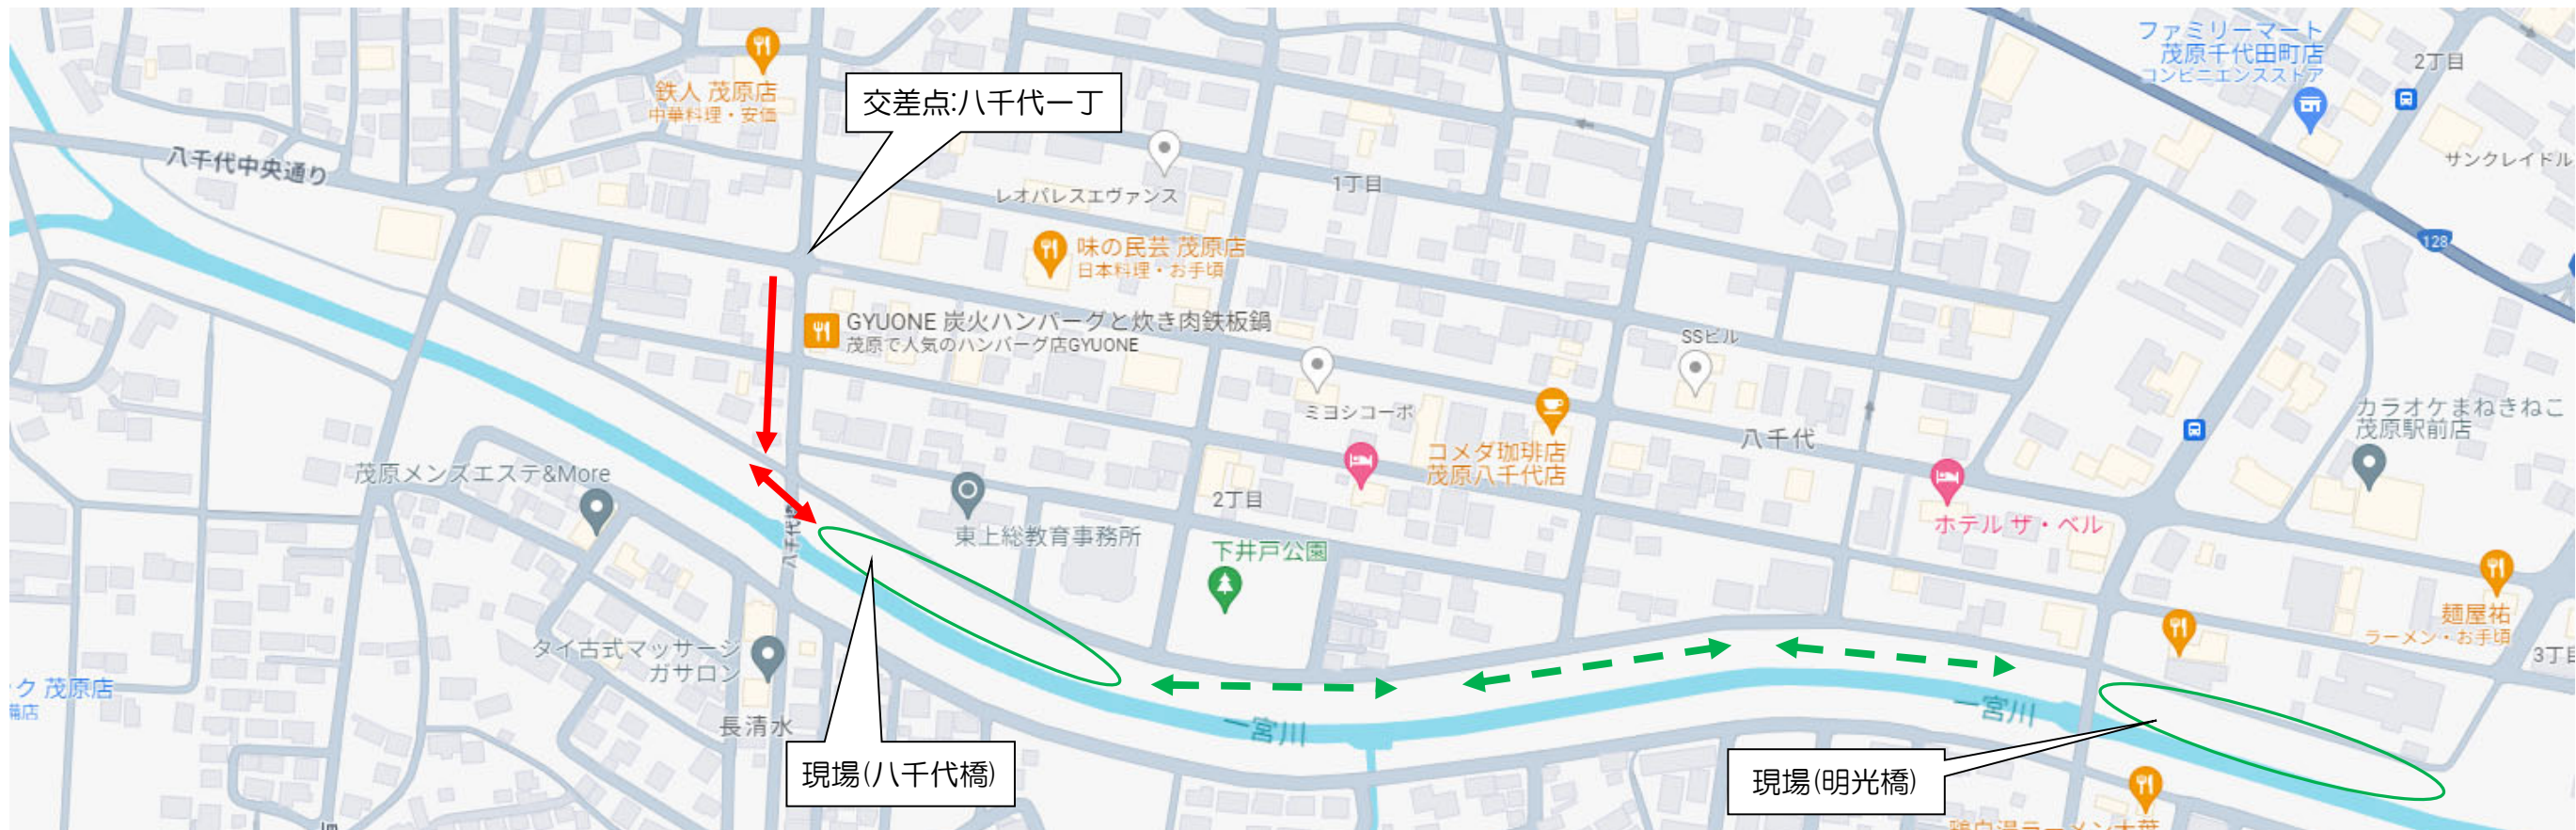 ファミリーマート
茂原千代田町店
コンビニエンスストア
2丁目
鉄人 茂原店
中華料理・安価
交差点:八千代一丁
八千代中央通り
レオパレスエヴァンス
1丁目
サンクレイドル
128
味の民芸 茂原店
日本料理・お手頃
GYUONE 炭火ハンバーグと炊き肉鉄板鍋
茂原で人気のハンバーグ店GYUONE
SSビル
ミヨシコーポ
コメダ珈琲店
茂原八千代店
八千代
カラオケまねきねこ
茂原駅前店
茂原メンズエステ&More
2丁目
ホテル ザ・ベル
八千代
東上総教育事務所
下井戸公園
麺屋祐
ラーメン・お手頃
3丁目
タイ古式マッサージ
ガサロン
ク 茂原店
長清水
一宮川
一宮川
現場(八千代橋)
現場(明光橋)